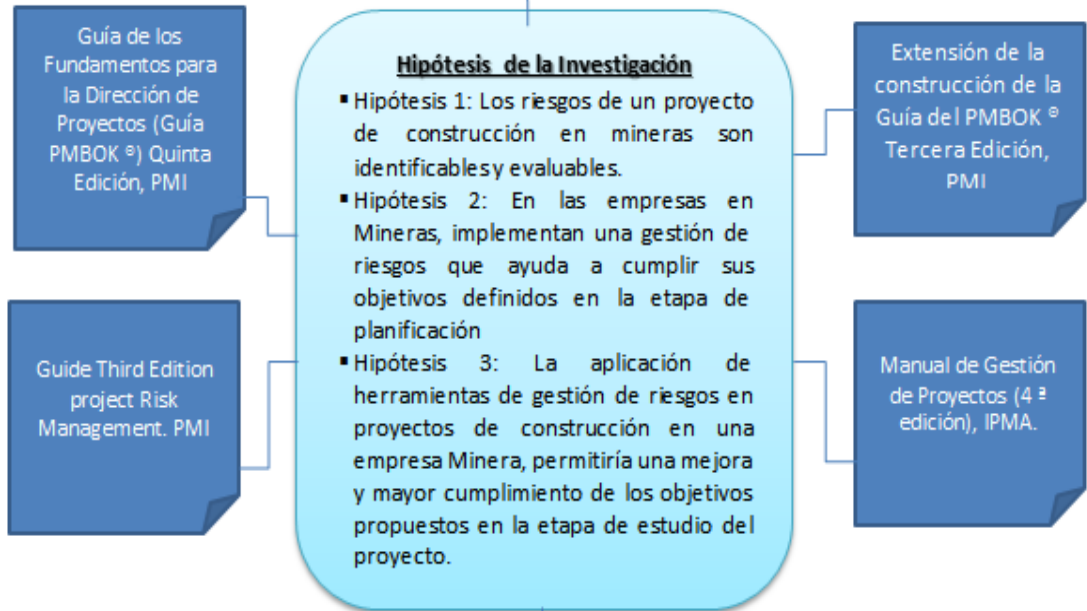 Guía de los
Fundamentos para
la Dirección de
Proyectos (Guía
PMBOK ®) Quinta
Edición, PMI
Guide Third Edition
project Risk
Management. PMI
Hipótesis de la Investigación
▪ Hipótesis 1: Los riesgos de un proyecto
de construcción en mineras son
identificables y evaluables.
▪ Hipótesis 2: En las empresas en
Mineras, implementan una gestión de
riesgos que ayuda a cumplir sus
objetivos definidos en la etapa de
planificación
▪ Hipótesis 3: La aplicación de
herramientas de gestión de riesgos en
proyectos de construcción en una
empresa Minera, permitiría una mejora
y mayor cumplimiento de los objetivos
propuestos en la etapa de estudio del
proyecto.
Extensión de la
construcción de la
Guía del PMBOK ®
Tercera Edición,
PMI
Manual de Gestión
de Proyectos (4 ª
edición), IPMA.